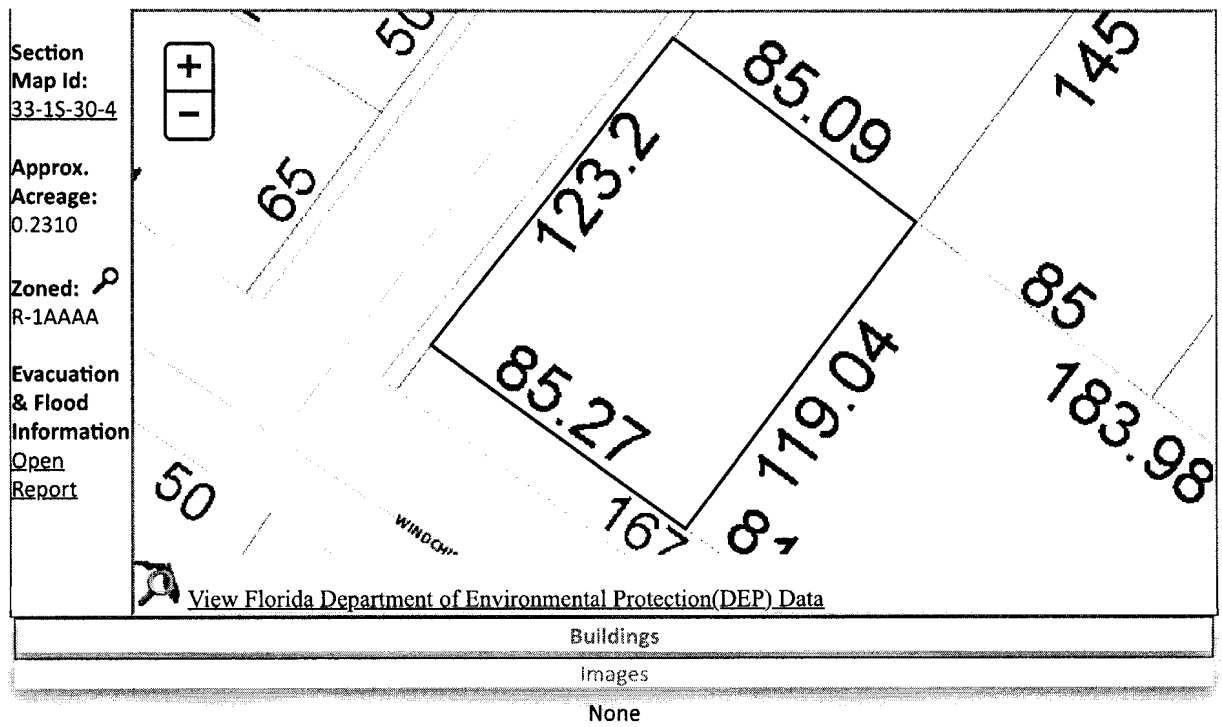 Section
Map Id:
33-1S-30-4
Approx.
Acreage:
0.2310
Zoned:
R-1AAAA
Evacuation
& Flood
Information
Open
Report
+
−
50
65
123.2
85.09
145
85
183.98
119.04
85.27
167
50
View Florida Department of Environmental Protection(DEP) Data
Buildings
Images
None